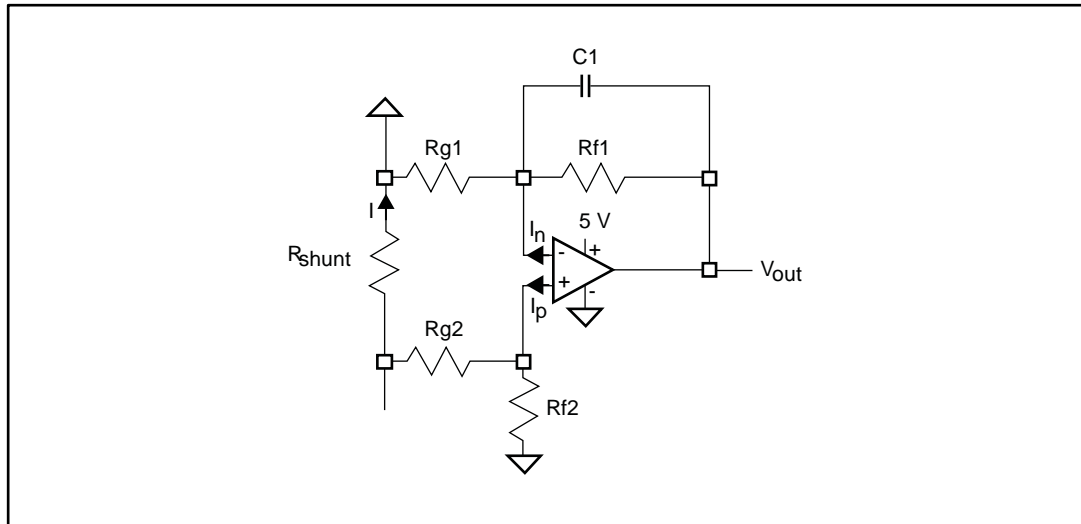 C1
Rg1
Rf1
I
5 V
In
-
+
Rshunt
+
-
Vout
Ip
Rg2
Rf2